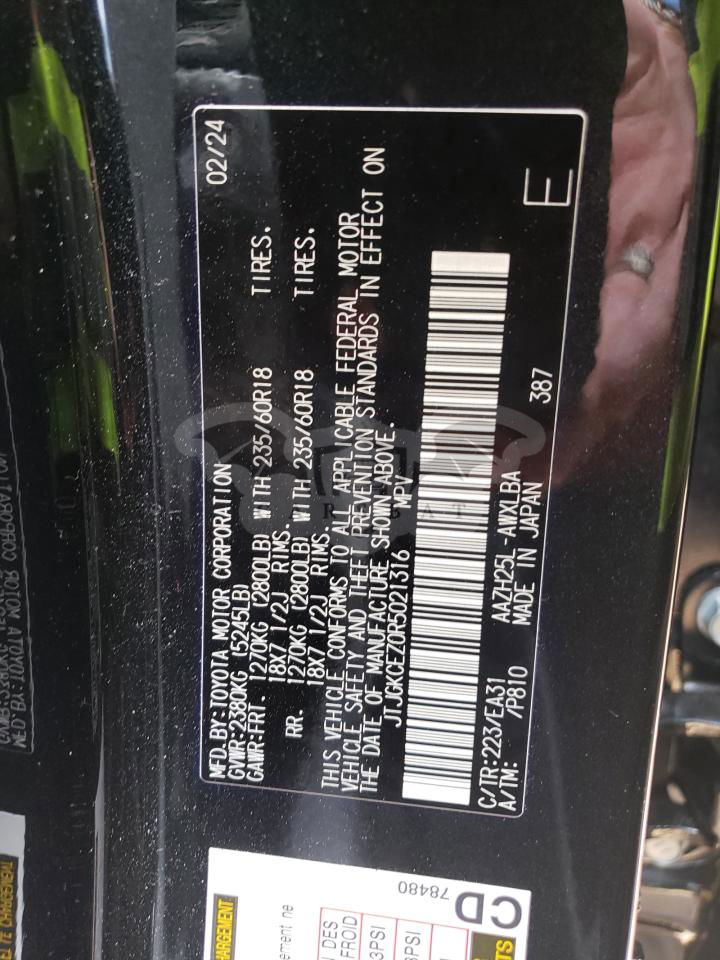 MFD.BY:TOYOTA MOTOR CORPORATION 02/24
GVWR:2380KG (5245LB)
GAWR:FRT. 1270KG (2800LB) WITH 235/60R18 TIRES.
18X7 1/2J RIMS.
RR. 1270KG (2800LB) WITH 235/60R18 TIRES.
18X7 1/2J RIMS.
THIS VEHICLE CONFORMS TO ALL APPLICABLE FEDERAL MOTOR
VEHICLE SAFETY AND THEFT PREVENTION STANDARDS IN EFFECT ON
THE DATE OF MANUFACTURE SHOWN ABOVE.
JTJGKCEZ0R5021316 MPV
C/TR:223/EA31 AAZH25L-AWXLBA 387
A/TM: /P810 MADE IN JAPAN
E
CD
78480